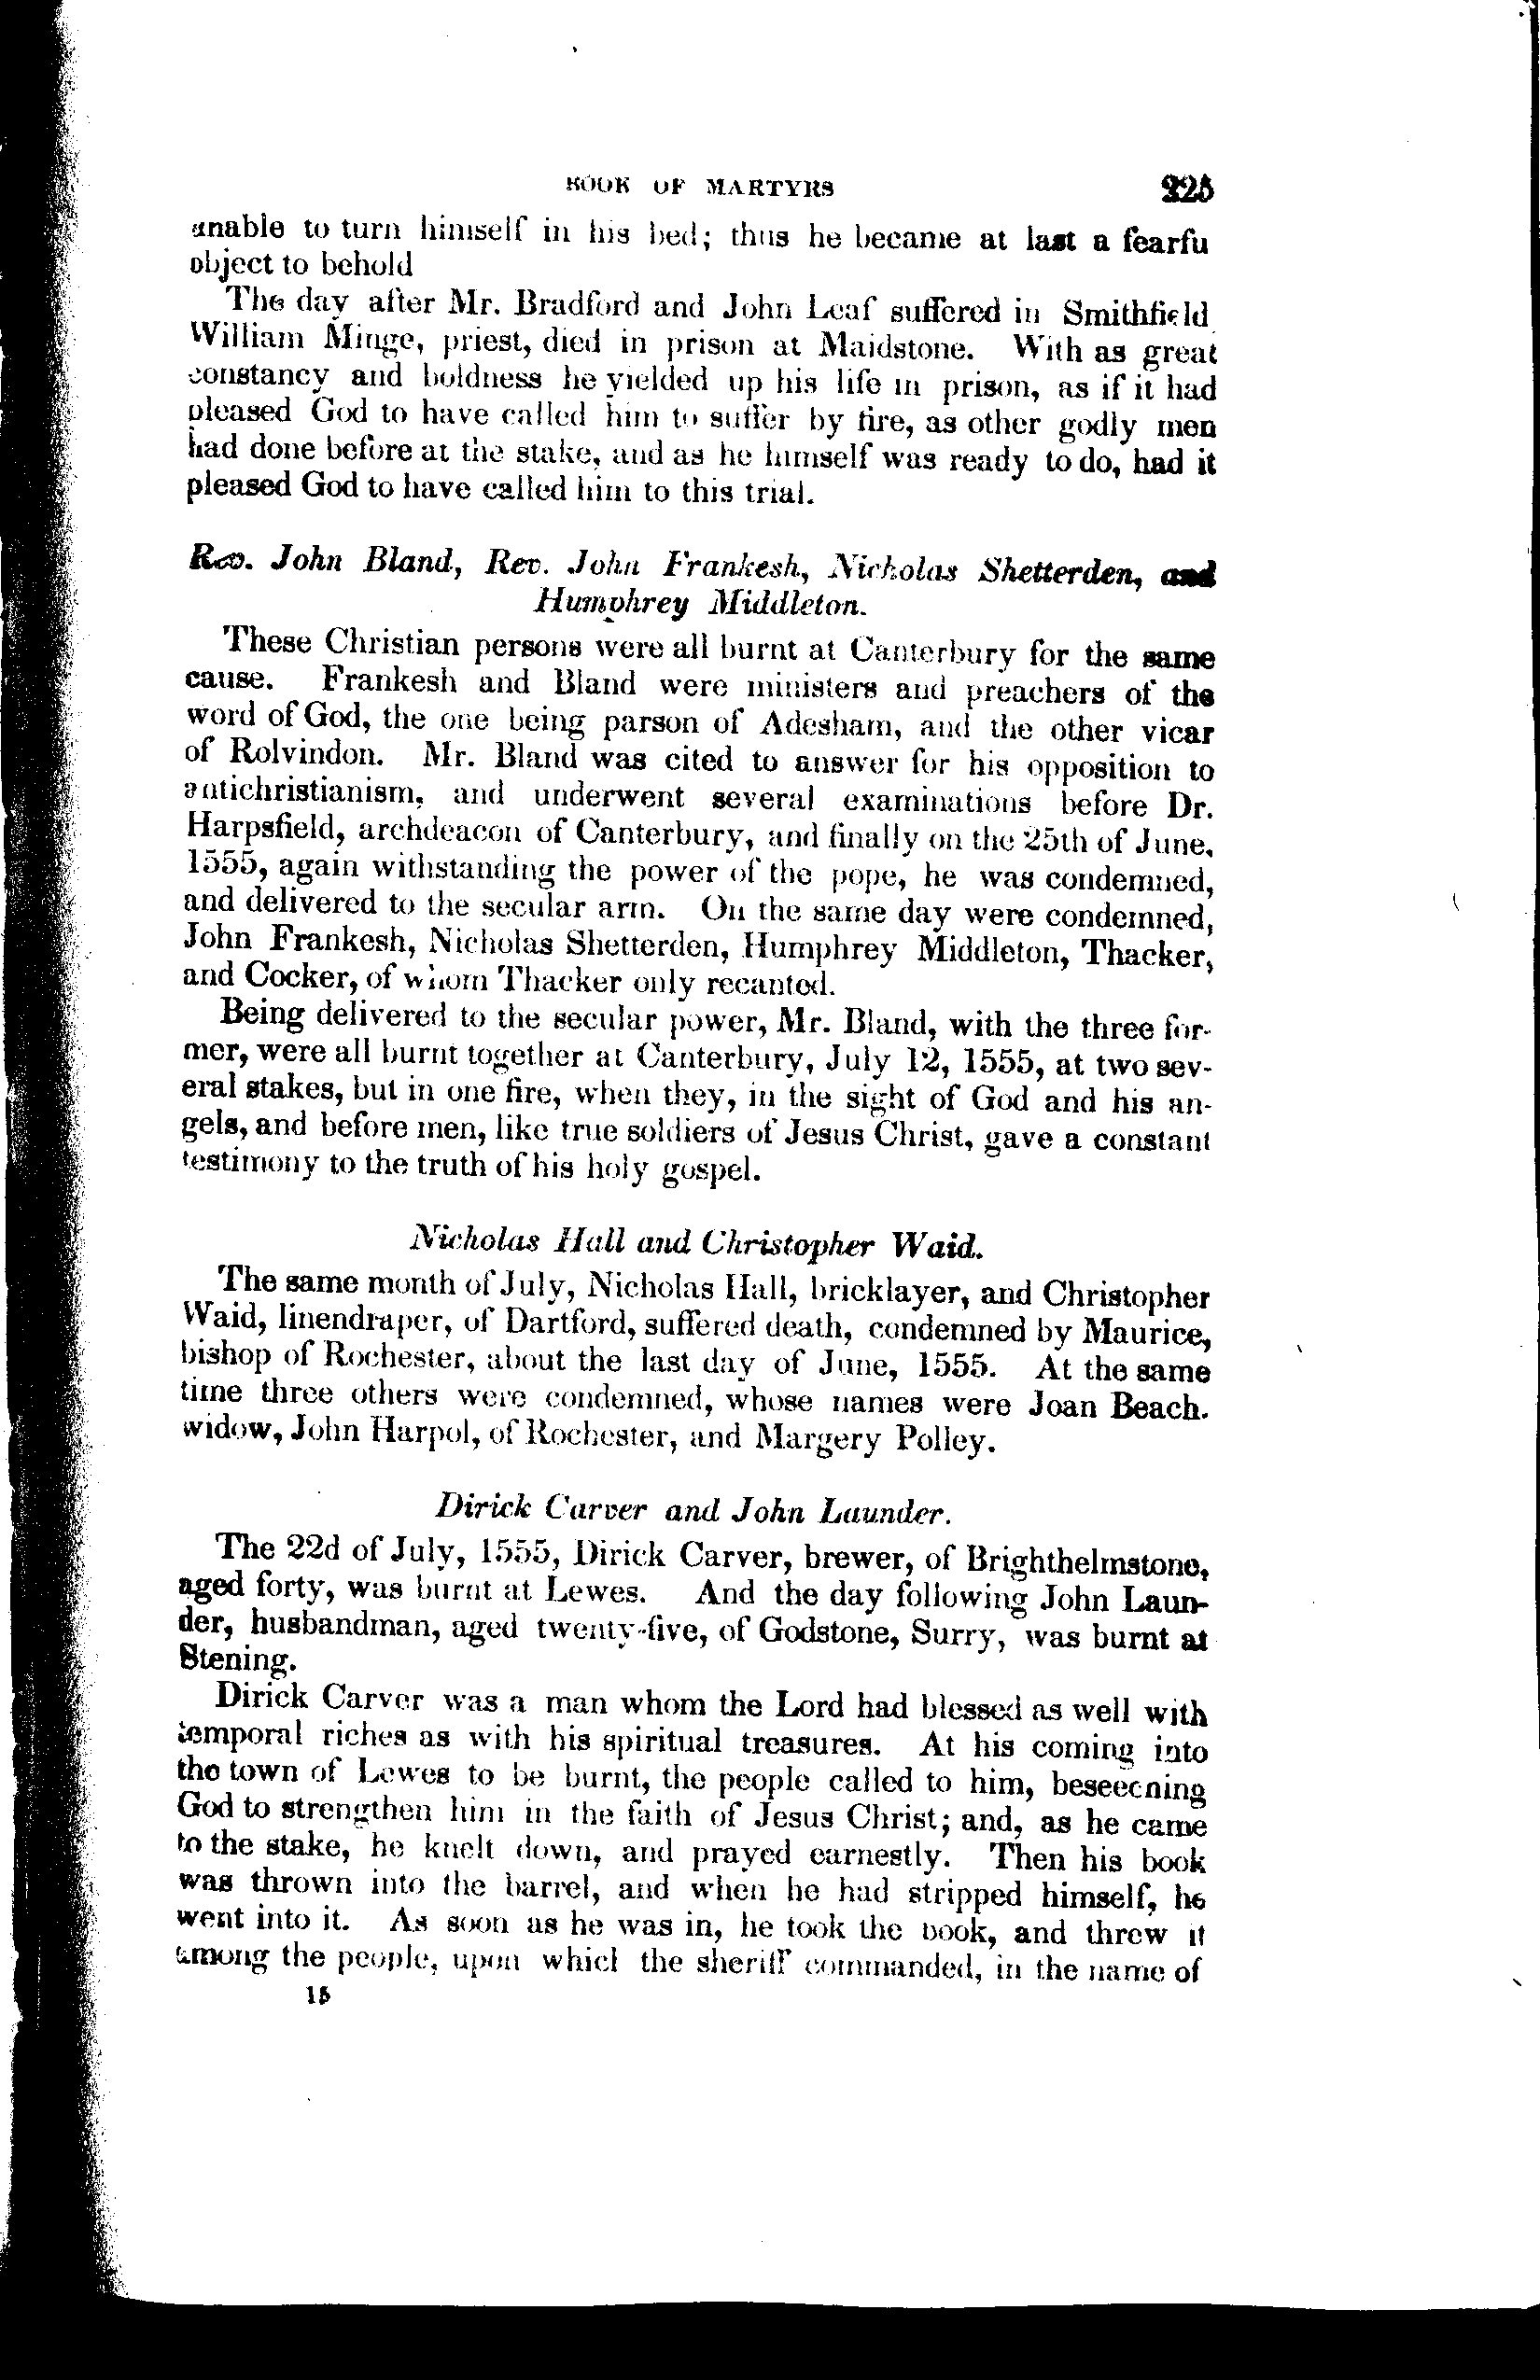 BOOK OF MARTYRS 225
unable to turn himself in his bed; thus he became at last a fearfu
object to behold
The day after Mr. Bradford and John Leaf suffered in Smithfield
William Minge, priest, died in prison at Maidstone. With as great
constancy and boldness he yielded up his life in prison, as if it had
pleased God to have called him to suffer by fire, as other godly men
had done before at the stake, and as he himself was ready to do, had it
pleased God to have called him to this trial.
Rev. John Bland, Rev. John Frankesh, Nicholas Shetterden, and
Humphrey Middleton.
These Christian persons were all burnt at Canterbury for the same
cause. Frankesh and Bland were ministers and preachers of the
word of God, the one being parson of Adesham, and the other vicar
of Rolvindon. Mr. Bland was cited to answer for his opposition to
antichristianism, and underwent several examinations before Dr.
Harpsfield, archdeacon of Canterbury, and finally on the 25th of June,
1555, again withstanding the power of the pope, he was condemned,
and delivered to the secular arm. On the same day were condemned,
John Frankesh, Nicholas Shetterden, Humphrey Middleton, Thacker,
and Cocker, of whom Thacker only recanted.
Being delivered to the secular power, Mr. Bland, with the three for-
mer, were all burnt together at Canterbury, July 12, 1555, at two sev-
eral stakes, but in one fire, when they, in the sight of God and his an-
gels, and before men, like true soldiers of Jesus Christ, gave a constant
testimony to the truth of his holy gospel.
Nicholas Hall and Christopher Waid.
The same month of July, Nicholas Hall, bricklayer, and Christopher
Waid, linendraper, of Dartford, suffered death, condemned by Maurice,
bishop of Rochester, about the last day of June, 1555. At the same
time three others were condemned, whose names were Joan Beach.
widow, John Harpol, of Rochester, and Margery Polley.
Dirick Carver and John Launder.
The 22d of July, 1555, Dirick Carver, brewer, of Brighthelmstone,
aged forty, was burnt at Lewes. And the day following John Laun-
der, husbandman, aged twenty-five, of Godstone, Surry, was burnt at
Stening.
Dirick Carver was a man whom the Lord had blessed as well with
temporal riches as with his spiritual treasures. At his coming into
the town of Lewes to be burnt, the people called to him, beseeching
God to strengthen him in the faith of Jesus Christ; and, as he came
to the stake, he knelt down, and prayed earnestly. Then his book
was thrown into the barrel, and when he had stripped himself, he
went into it. As soon as he was in, he took the book, and threw it
among the people, upon which the sheriff commanded, in the name of
15